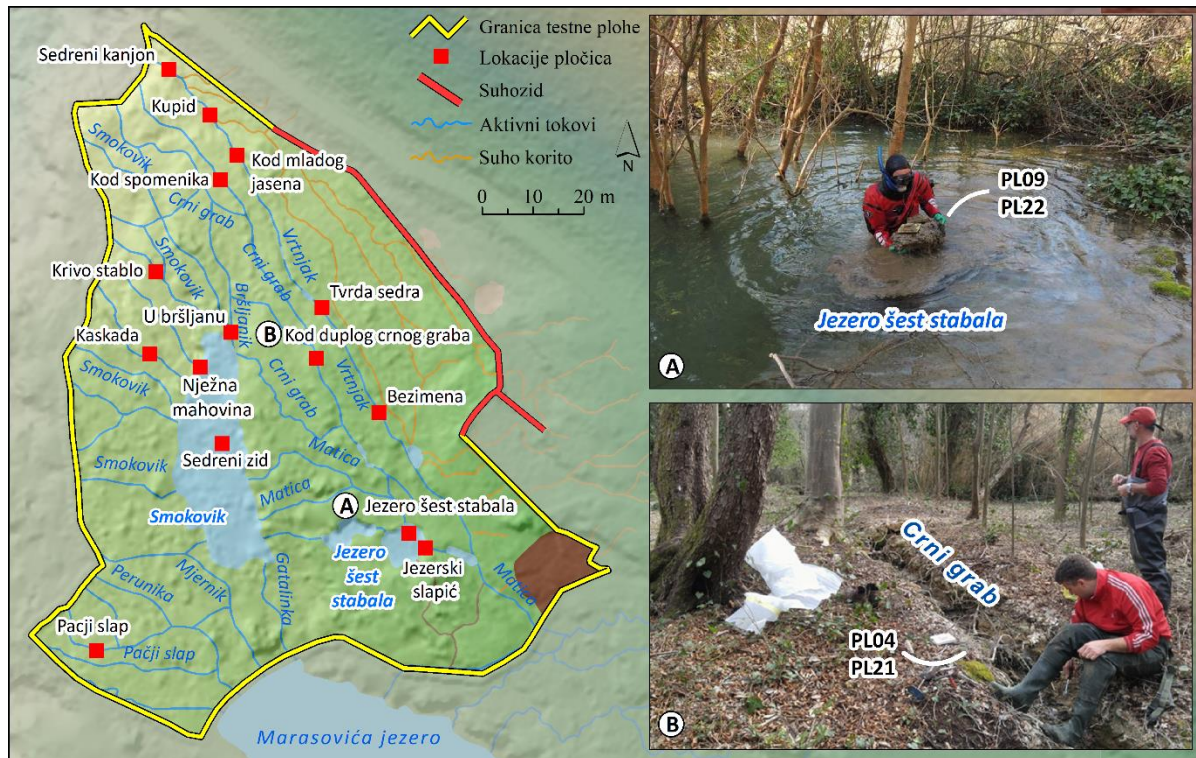 Granica testne plohe
Lokacije pločica
Suhozid
Aktivni tokovi
Suho korito
N
0 10 20 m
Sedreni kanjon
Kupid
Smokovik
Kod mladog
jasena
Kod spomenika
Crni grab
Vrtnjak
Smokovik
Crni grab
Krivo stablo
Bršljanik
Tvrda sedra
U bršljanu
B
Kod duplog crnog graba
Kaskada
Smokovik
Nježna
mahovina
Crni grab
Vrtnjak
Bezimena
Matica
Sedreni zid
Smokovik
Matica
A
Jezero šest stabala
Smokovik
Jezero
šest
stabala
Jezerski
slapić
Matica
Mjernik
Gatalinka
Perunika
Pacji slap
Pačji slap
Marasovića jezero
PL09
PL22
Jezero šest stabala
A
Crni grab
PL04
PL21
B